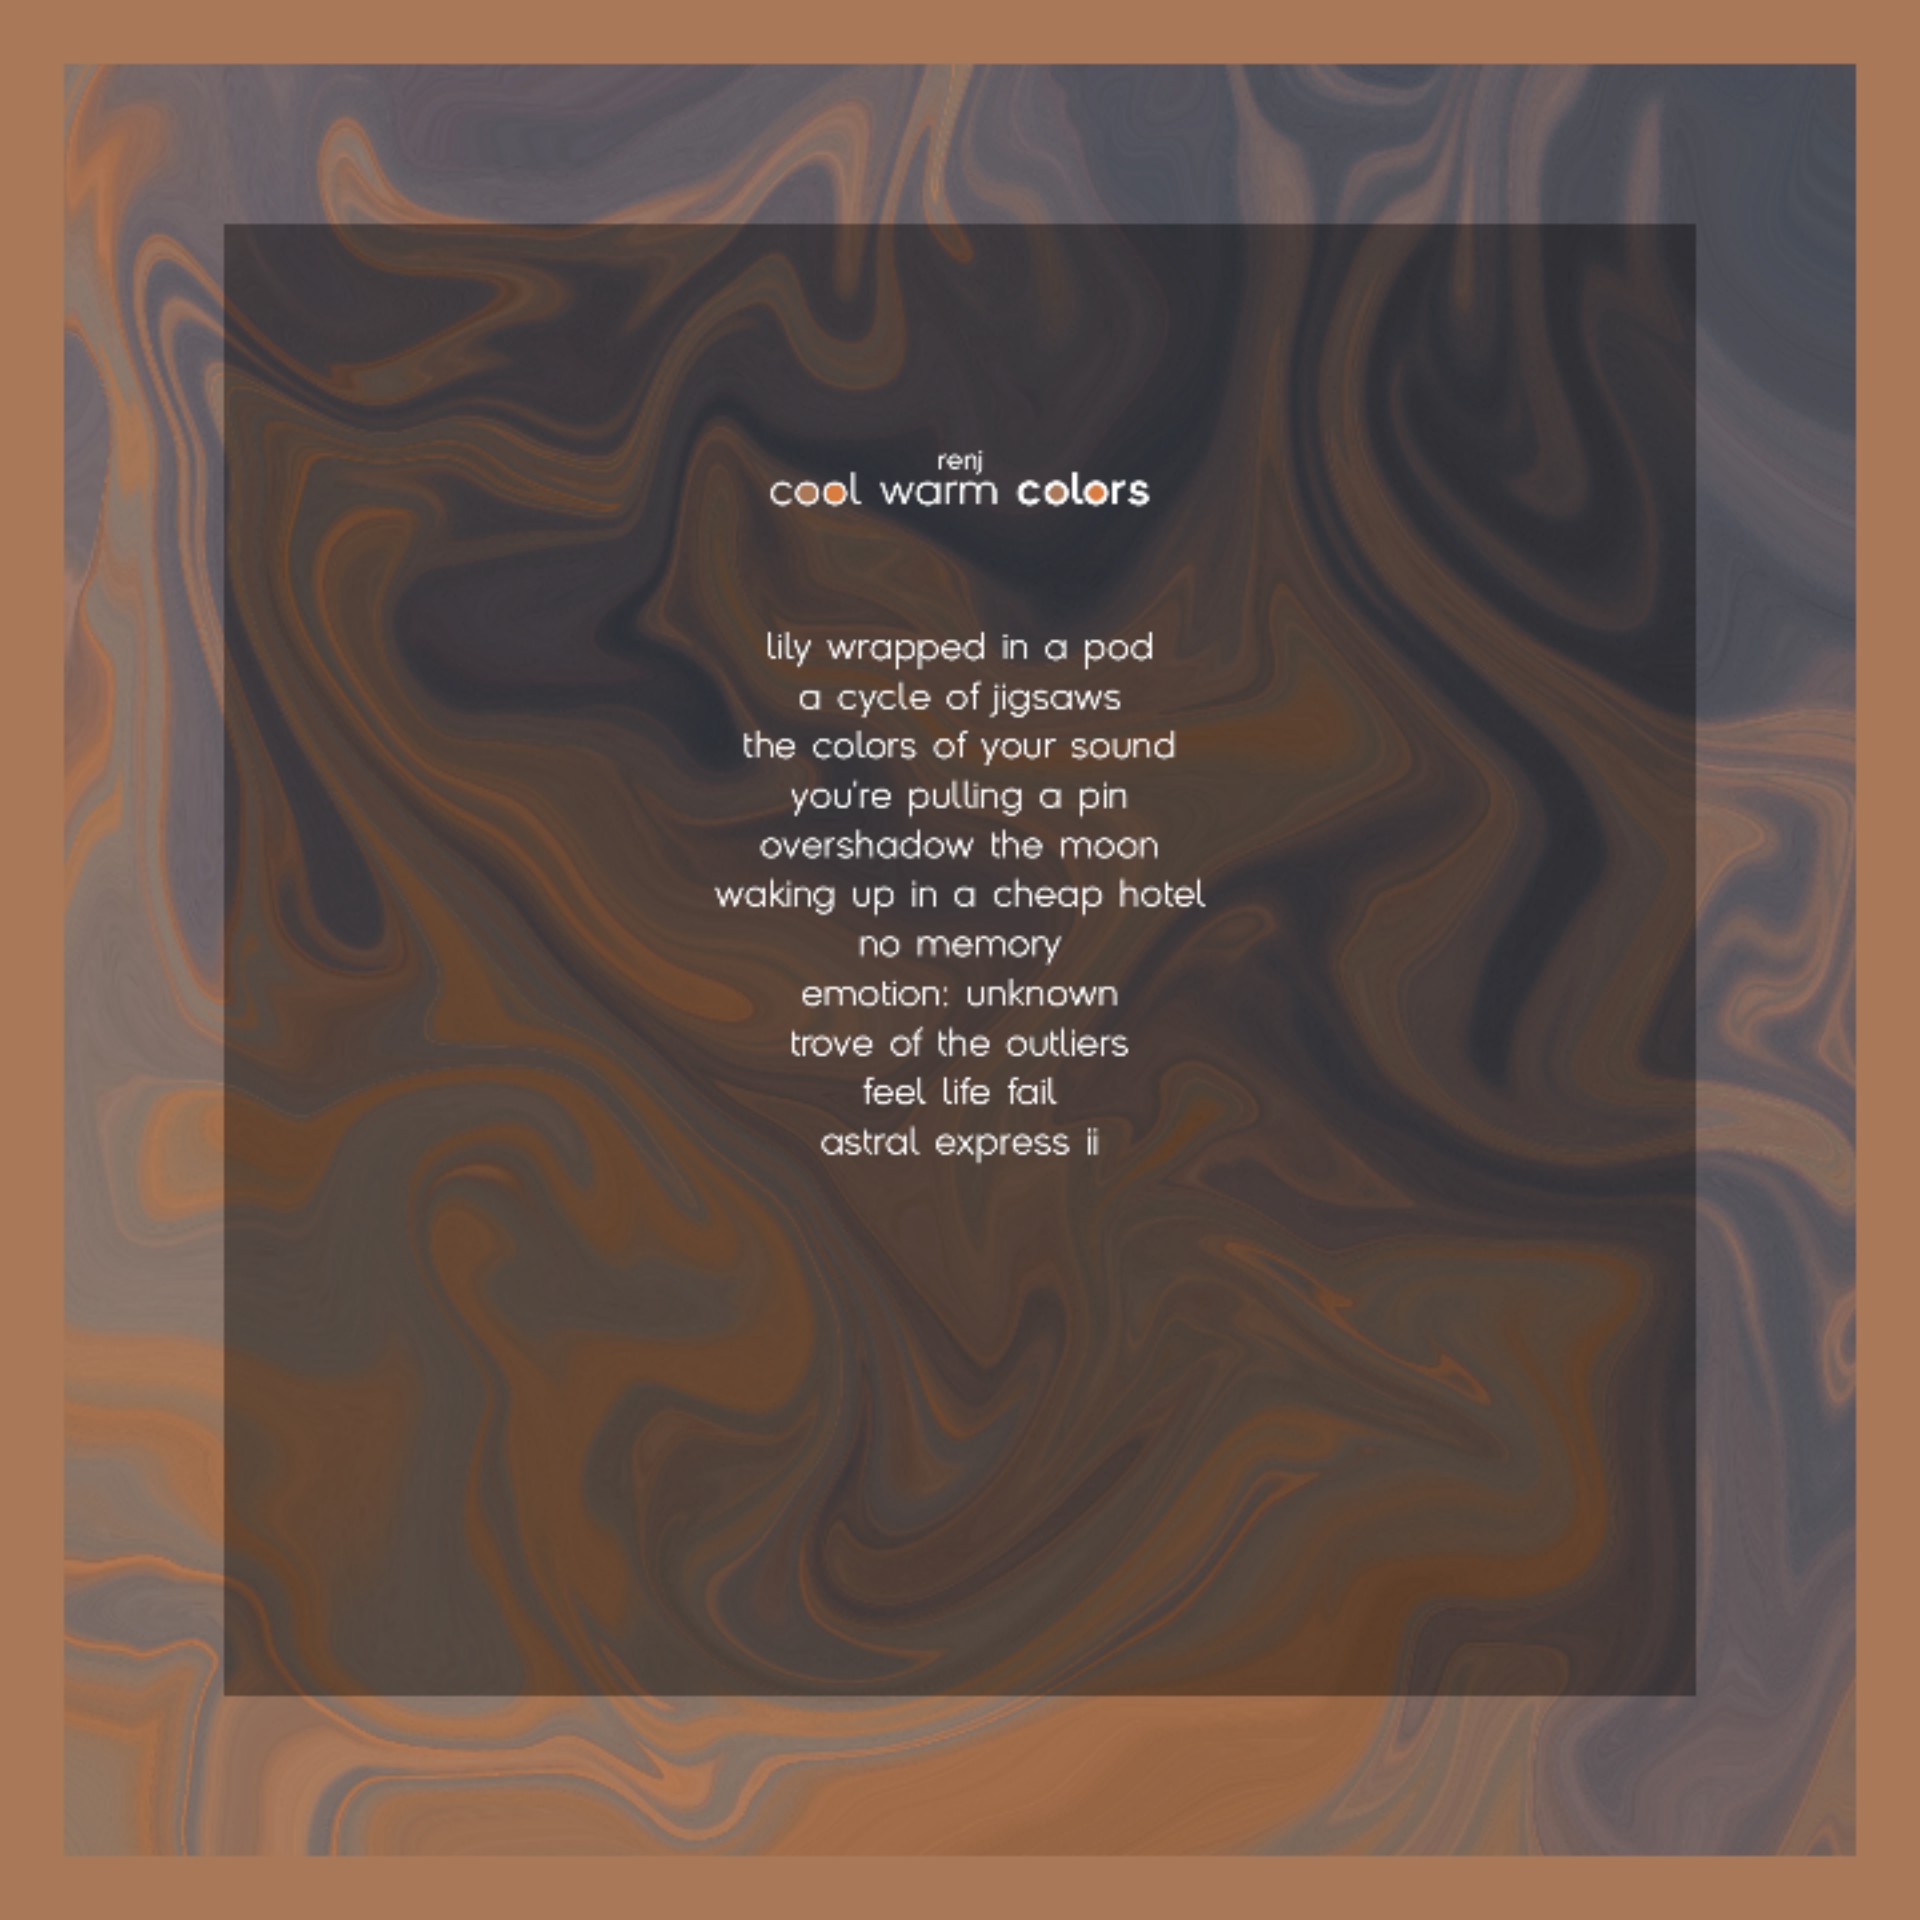 renj
cool warm colors
lily wrapped in a pod
a cycle of jigsaws
the colors of your sound
you're pulling a pin
overshadow the moon
waking up in a cheap hotel
no memory
emotion: unknown
trove of the outliers
feel life fail
astral express ii